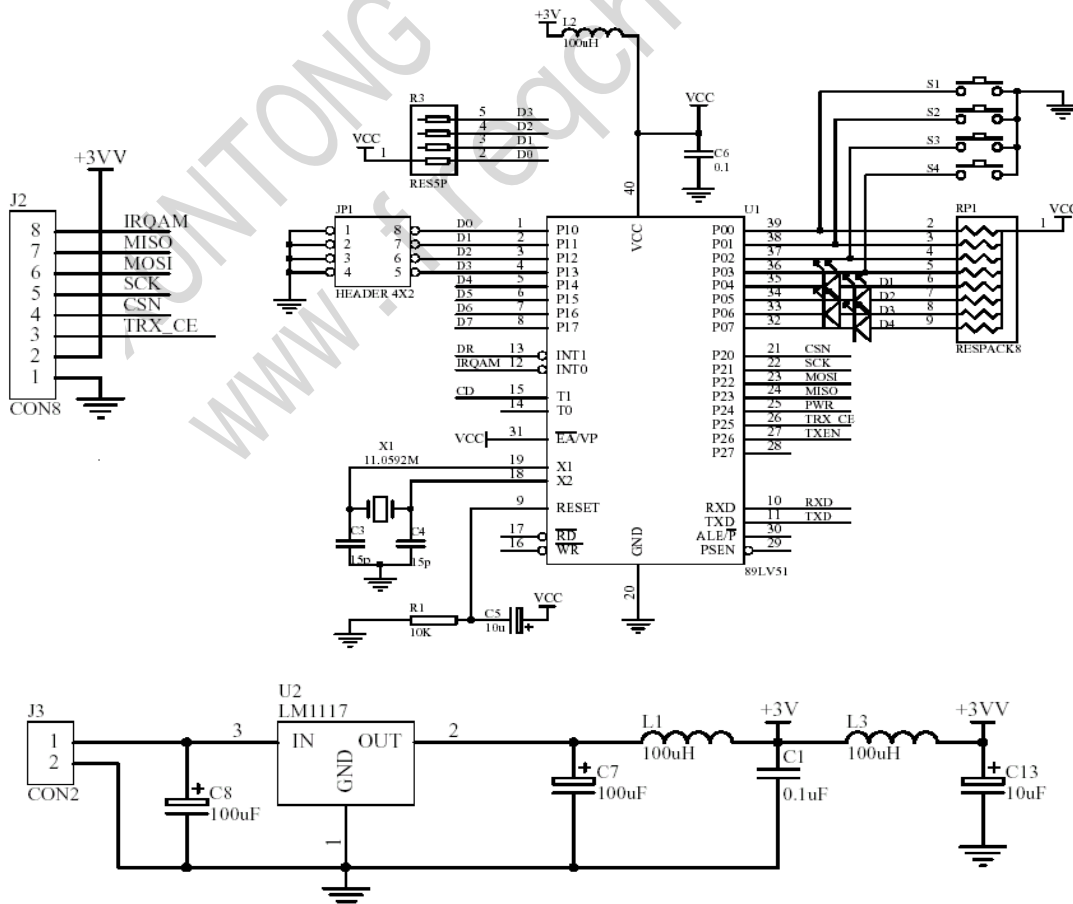 +3V
L2
100uH
VCC
C6
0.1
40
R3
VCC
1
5 D3
4 D2
3 D1
2 D0
RES5P
S1
S2
S3
S4
+3VV
J2
8 IRQAM
7 MISO
6 MOSI
5 SCK
4 CSN
3 TRX_CE
2
1
CON8
JP1
1 8 D0 1 P10
2 7 D1 2 P11
3 6 D2 3 P12
4 5 D3 4 P13
HEADER 4X2
D4 5 P14
D5 6 P15
D6 7 P16
D7 8 P17
DR 13 INT1
IRQAM 12 INT0
CD 15 T1
14 T0
VCC 31 EA/VP
19 X1
18 X2
9 RESET
17 RD
16 WR
VCC
GND
20
U1
P00 39
P01 38
P02 37
P03 36
P04 35
P05 34
P06 33
P07 32
P20 21 CSN
P21 22 SCK
P22 23 MOSI
P23 24 MISO
P24 25 PWR
P25 26 TRX_CE
P26 27 TXEN
P27 28
RXD 10 RXD
TXD 11 TXD
ALE/P 30
PSEN 29
89LV51
RP1
2
3
4
5
D1 6
D2 7
D3 8
D4 9
1 VCC
RESPACK8
X1
11.0592M
C3
15p
C4
15p
R1
10K
C5
10u
+
VCC
J3
1
2
CON2
+
C8
100uF
U2
LM1117
3 IN OUT 2
GND
1
+
C7
100uF
L1
100uH
+3V
C1
0.1uF
L3
100uH
+3VV
+
C13
10uF
www.freqch